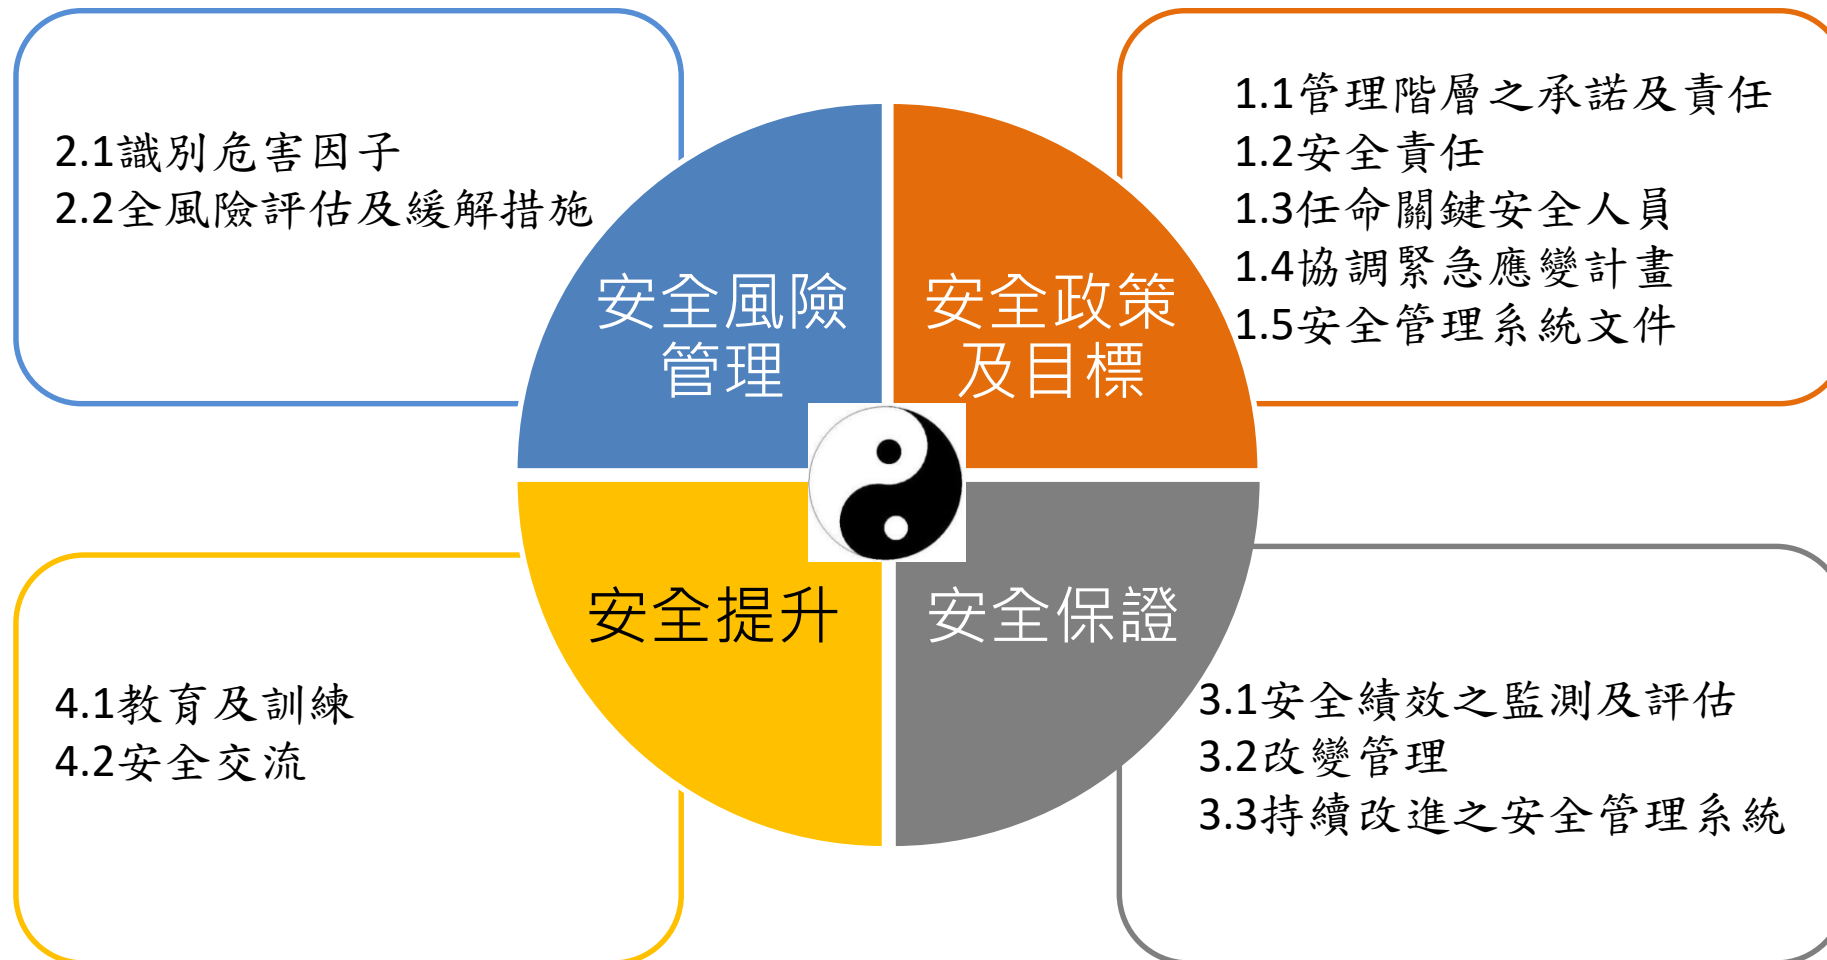 2.1識別危害因子
2.2全風險評估及緩解措施
安全風險
管理
安全政策
及目標
1.1管理階層之承諾及責任
1.2安全責任
1.3任命關鍵安全人員
1.4協調緊急應變計畫
1.5安全管理系統文件
4.1教育及訓練
4.2安全交流
安全提升
安全保證
3.1安全績效之監測及評估
3.2改變管理
3.3持續改進之安全管理系統